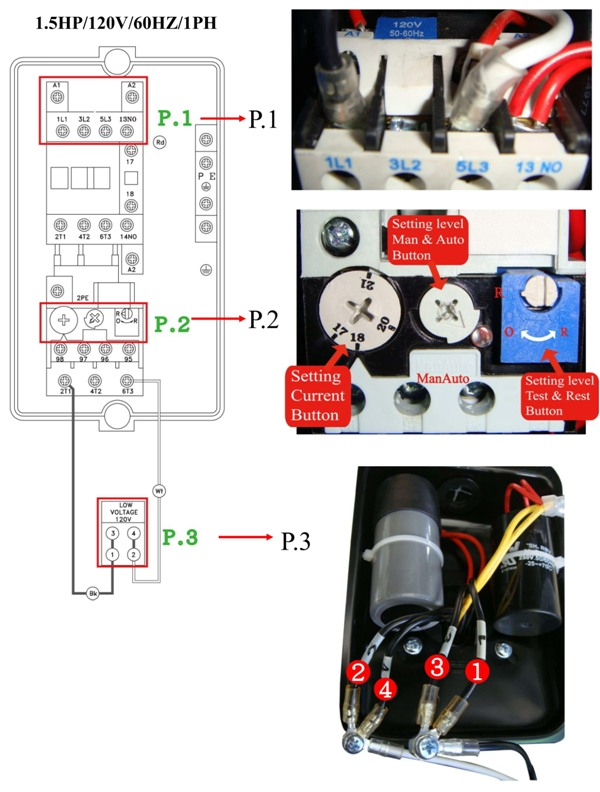 1.5HP/120V/60HZ/1PH
A1 A2
1L1 3L2 5L3 13NO
P.1
P.1
17
Rd
P E
18
2T1 4T2 6T3 14NO
A2
2PE
R
O R
P.2
P.2
98 97 96 95
2T1 4T2 6T3
Wt
LOW
VOLTAGE
120V
3 4
1 2
P.3
P.3
Bk
A1
120V
50-60Hz
1L1 3L2 5L3 13 NO
Setting level
Man & Auto
Button
21
20
17 18
R
O R
Setting
Current
Button
ManAuto
Setting level
Test & Rest
Button
2 4 3 1